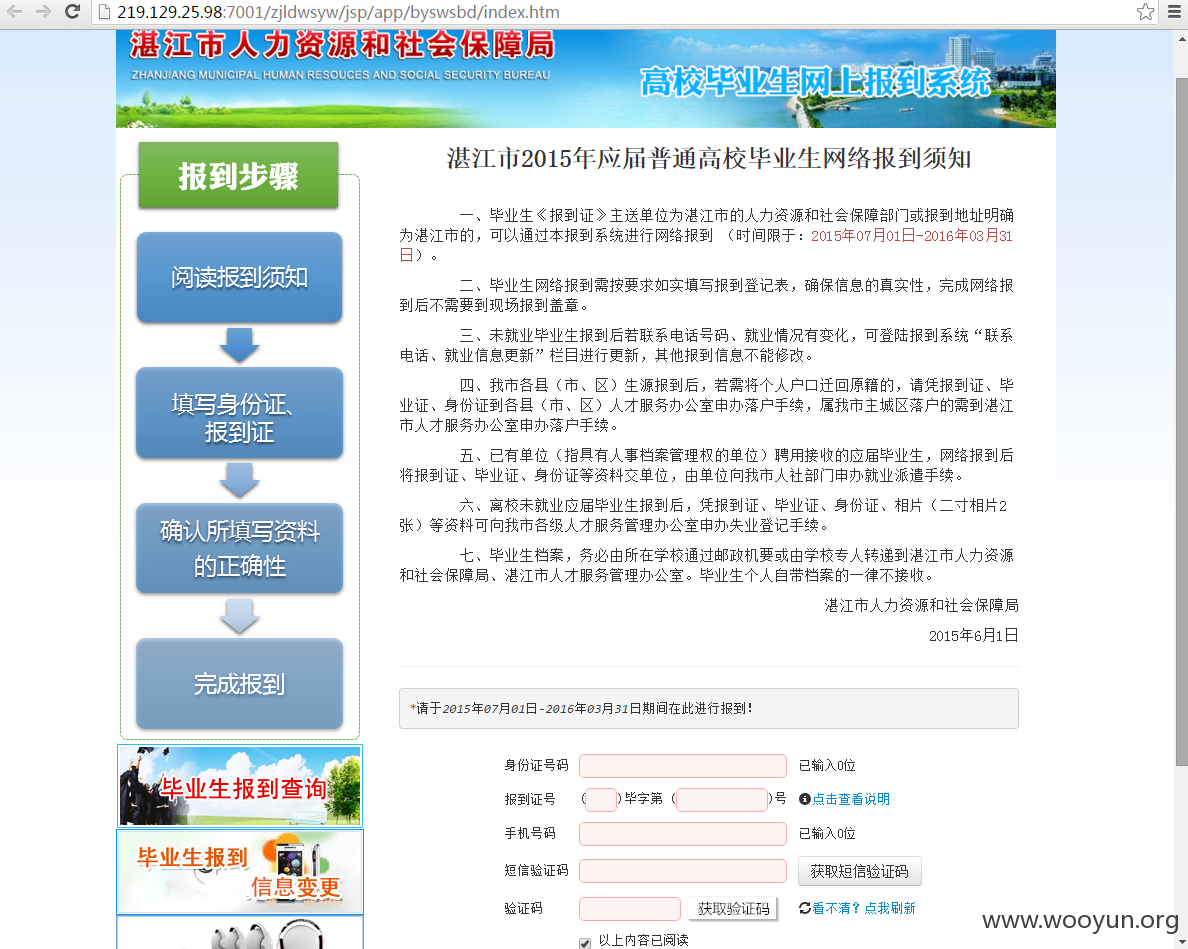 219.129.25.98:7001/zjldwsyw/jsp/app/byswsbd/index.htm
湛江市人力资源和社会保障局
ZHANJIANG MUNICIPAL HUMAN RESOUCES AND SOCIAL SECURITY BUREAU
高校毕业生网上报到系统
报到步骤
阅读报到须知
填写身份证、
报到证
确认所填写资料
的正确性
完成报到
毕业生报到查询
毕业生报到
信息变更
湛江市2015年应届普通高校毕业生网络报到须知
一、毕业生《报到证》主送单位为湛江市的人力资源和社会保障部门或报到地址明确
为湛江市的，可以通过本报到系统进行网络报到 （时间限于：2015年07月01日-2016年03月31
日）。
二、毕业生网络报到需按要求如实填写报到登记表，确保信息的真实性，完成网络报
到后不需要到现场报到盖章。
三、未就业毕业生报到后若联系电话号码、就业情况有变化，可登陆报到系统“联系
电话、就业信息更新”栏目进行更新，其他报到信息不能修改。
四、我市各县（市、区）生源报到后，若需将个人户口迁回原籍的，请凭报到证、毕
业证、身份证到各县（市、区）人才服务办公室申办落户手续，属我市主城区落户的需到湛江
市人才服务办公室申办落户手续。
五、已有单位（指具有人事档案管理权的单位）聘用接收的应届毕业生，网络报到后
将报到证、毕业证、身份证等资料交单位，由单位向我市人社部门申办就业派遣手续。
六、离校未就业应届毕业生报到后，凭报到证、毕业证、身份证、相片（二寸相片2
张）等资料可向我市各级人才服务管理办公室申办失业登记手续。
七、毕业生档案，务必由所在学校通过邮政机要或由学校专人转递到湛江市人力资源
和社会保障局、湛江市人才服务管理办公室。毕业生个人自带档案的一律不接收。
湛江市人力资源和社会保障局
2015年6月1日
*请于2015年07月01日-2016年03月31日期间在此进行报到！
身份证号码 已输入0位
报到证号 ( )毕字第 ( )号 点击查看说明
手机号码 已输入0位
短信验证码 获取短信验证码
验证码 获取验证码 看不清？点我刷新
以上内容已阅读
www.wooyun.org